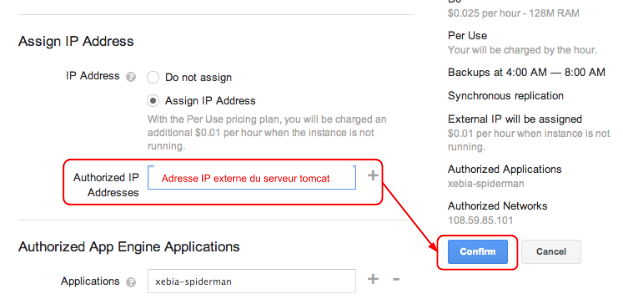 Assign IP Address
IP Address
Do not assign
Assign IP Address
With the Per Use pricing plan, you will be charged an
additional $0.01 per hour when the instance is not
running.
Authorized IP
Addresses
Adresse IP externe du serveur tomcat
Authorized App Engine Applications
Applications
xebia-spiderman
$0.025 per hour - 128M RAM
Per Use
Your will be charged by the hour.
Backups at 4:00 AM — 8:00 AM
Synchronous replication
External IP will be assigned
$0.01 per hour when instance is not
running.
Authorized Applications
xebia-spiderman
Authorized Networks
108.59.85.101
Confirm
Cancel